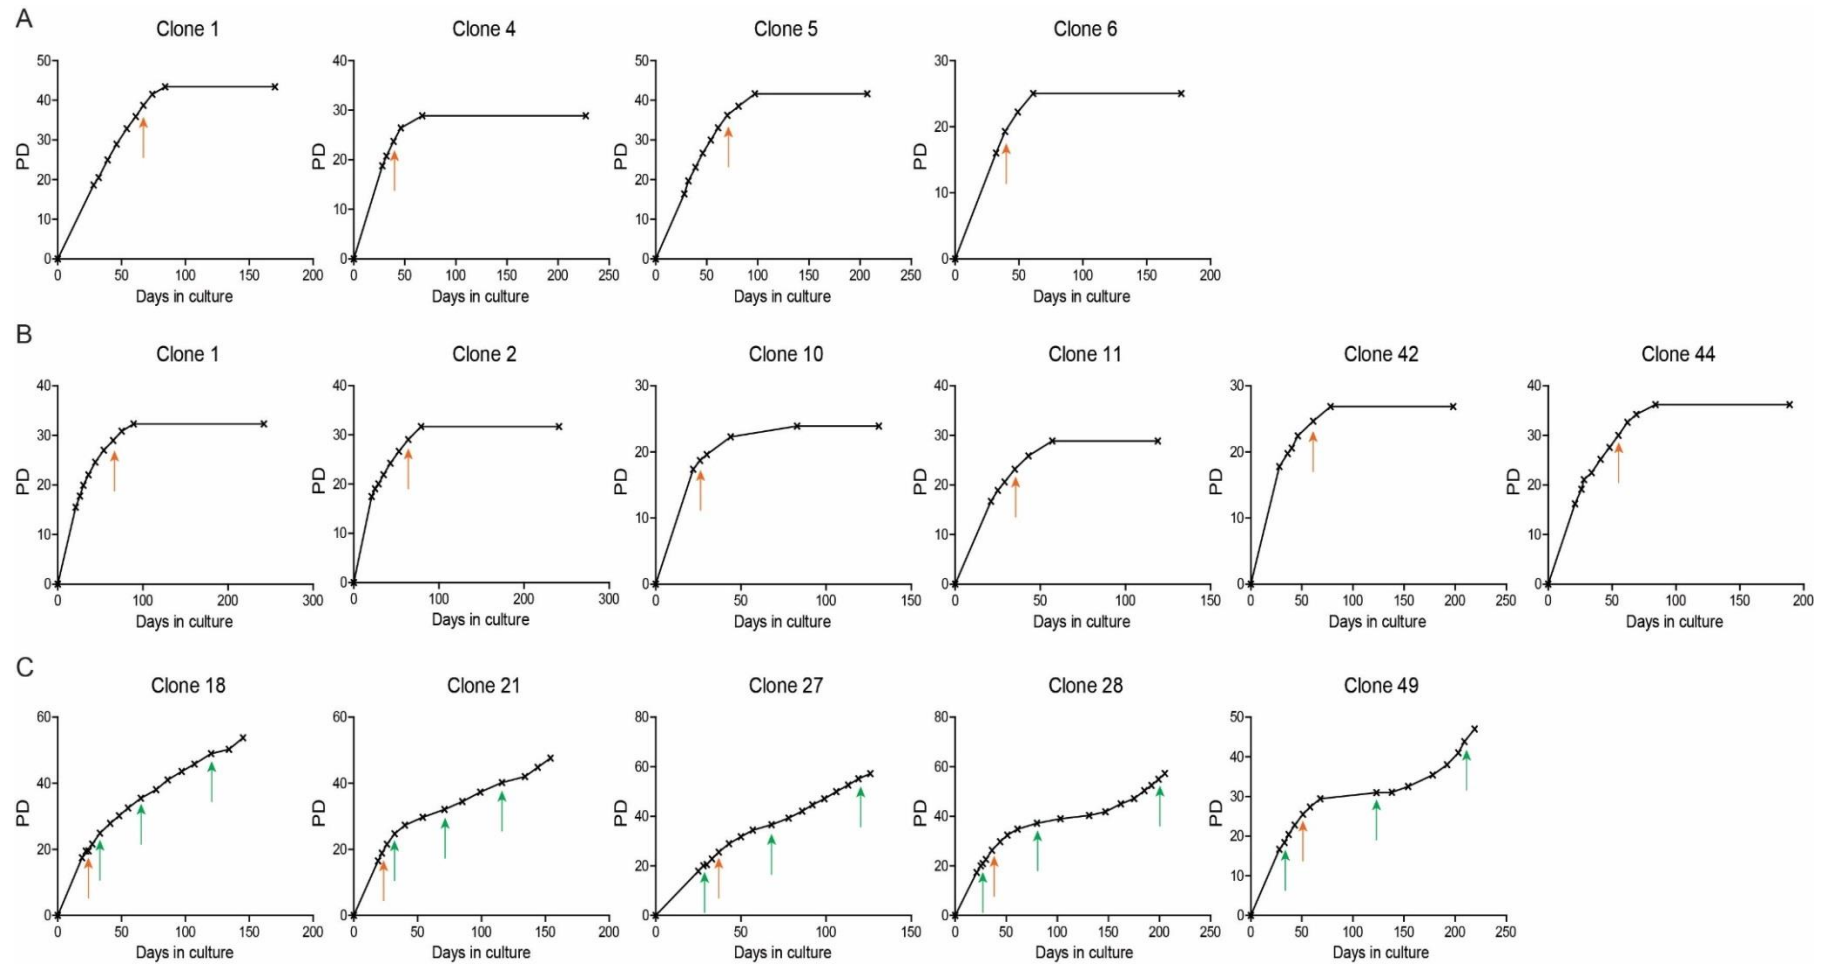 A
Clone 1 Clone 4 Clone 5 Clone 6
50 40 50 30
40 30 40 20
30 20 30 10
20 10 20 0
10 0 10
0 0
PD PD PD PD
0 50 100 150 200 0 50 100 150 200 250 0 50 100 150 200 250 0 50 100 150 200
Days in culture Days in culture Days in culture Days in culture
B
Clone 1 Clone 2 Clone 10 Clone 11 Clone 42 Clone 44
40 40 30 40 30 40
30 30 20 30 20 30
20 20 10 20 10 20
10 10 0 10 0 10
0 0 0 0
PD PD PD PD PD PD
0 100 200 300 0 100 200 300 0 50 100 150 0 50 100 150 0 50 100 150 200 250 0 50 100 150 200
Days in culture Days in culture Days in culture Days in culture Days in culture Days in culture
C
Clone 18 Clone 21 Clone 27 Clone 28 Clone 49
60 60 80 80 50
40 40 60 60 40
20 20 40 40 30
0 0 20 20 20
0 0 10
0
PD PD PD PD PD
0 50 100 150 200 0 50 100 150 200 0 50 100 150 0 50 100 150 200 250 0 50 100 150 200 250
Days in culture Days in culture Days in culture Days in culture Days in culture